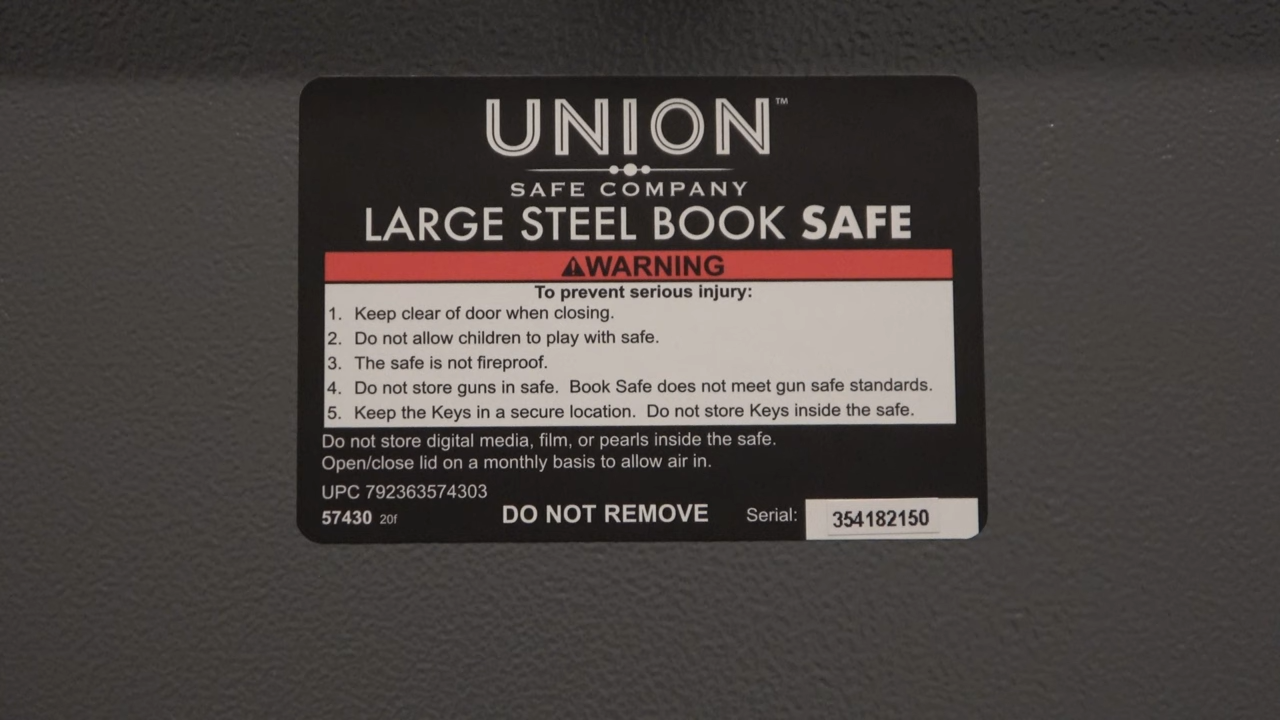 UNION™
SAFE COMPANY
LARGE STEEL BOOK SAFE
⚠WARNING
To prevent serious injury:
1. Keep clear of door when closing.
2. Do not allow children to play with safe.
3. The safe is not fireproof.
4. Do not store guns in safe. Book Safe does not meet gun safe standards.
5. Keep the Keys in a secure location. Do not store Keys inside the safe.
Do not store digital media, film, or pearls inside the safe.
Open/close lid on a monthly basis to allow air in.
UPC 792363574303
57430 20f DO NOT REMOVE Serial: 354182150